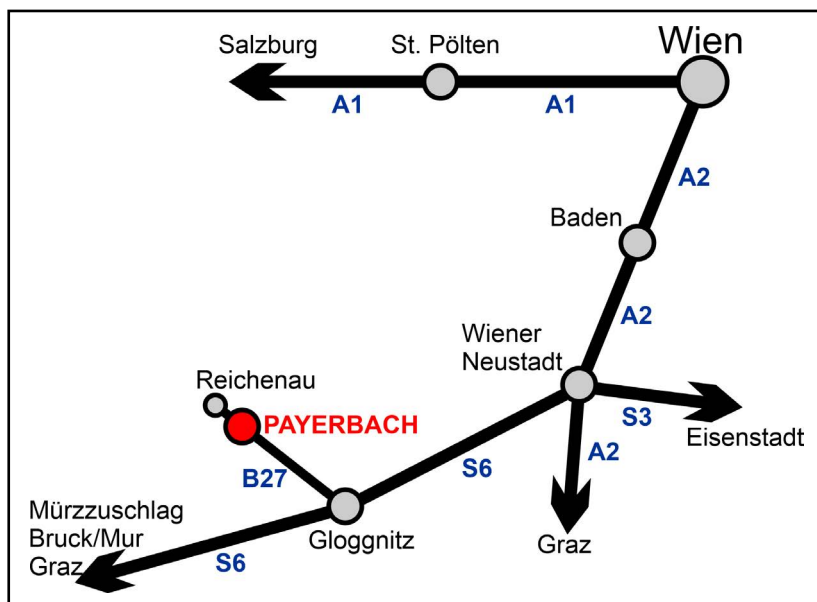 Salzburg
St. Pölten
Wien
A1
A1
A2
Baden
A2
Wiener
Neustadt
Reichenau
PAYERBACH
S3
Eisenstadt
A2
B27
S6
Mürzzuschlag
Bruck/Mur
Graz
Gloggnitz
Graz
S6